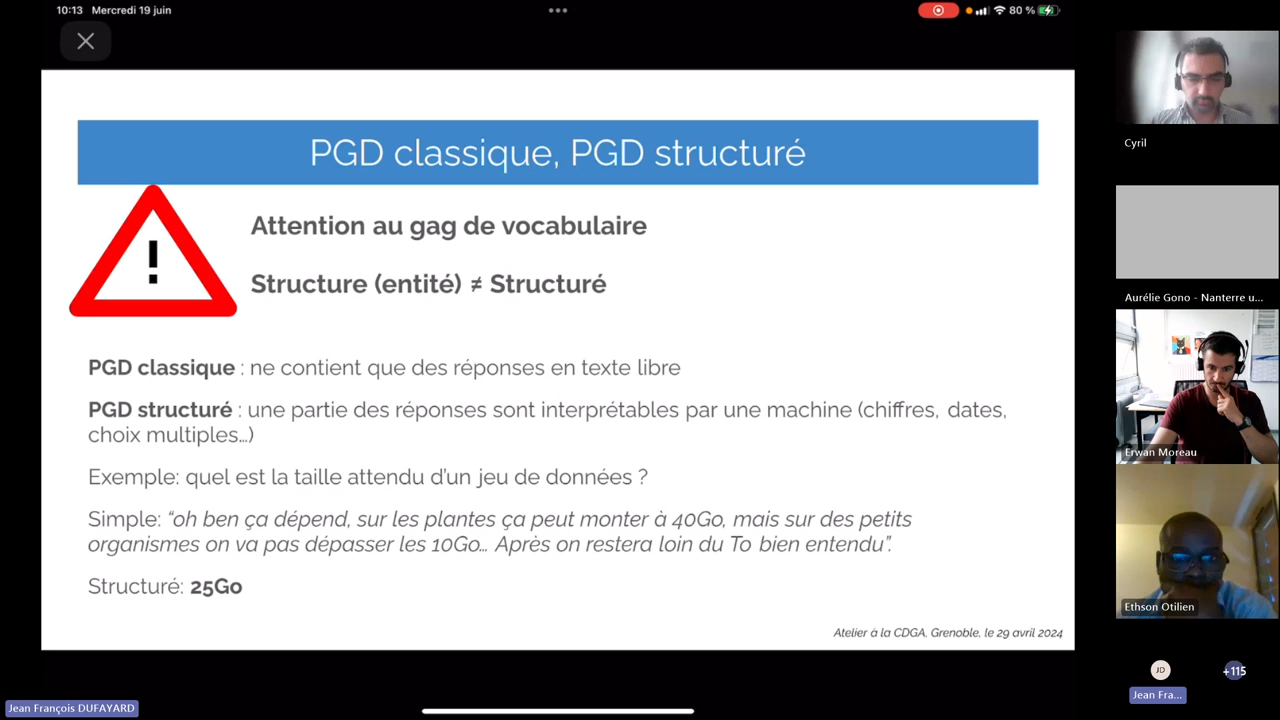 10:13 Mercredi 19 juin
80 %
PGD classique, PGD structuré
!
Attention au gag de vocabulaire
Structure (entité) ≠ Structuré
PGD classique : ne contient que des réponses en texte libre
PGD structuré : une partie des réponses sont interprétables par une machine (chiffres, dates,
choix multiples…)
Exemple: quel est la taille attendu d’un jeu de données ?
Simple: “oh ben ça dépend, sur les plantes ça peut monter à 40Go, mais sur des petits
organismes on va pas dépasser les 10Go… Après on restera loin du To bien entendu”.
Structuré: 25Go
Atelier à la CDGA, Grenoble, le 29 avril 2024
Jean François DUFAYARD
Cyril
Aurélie Gono - Nanterre u...
Erwan Moreau
Ethson Otilien
JD
+115
Jean Fra...